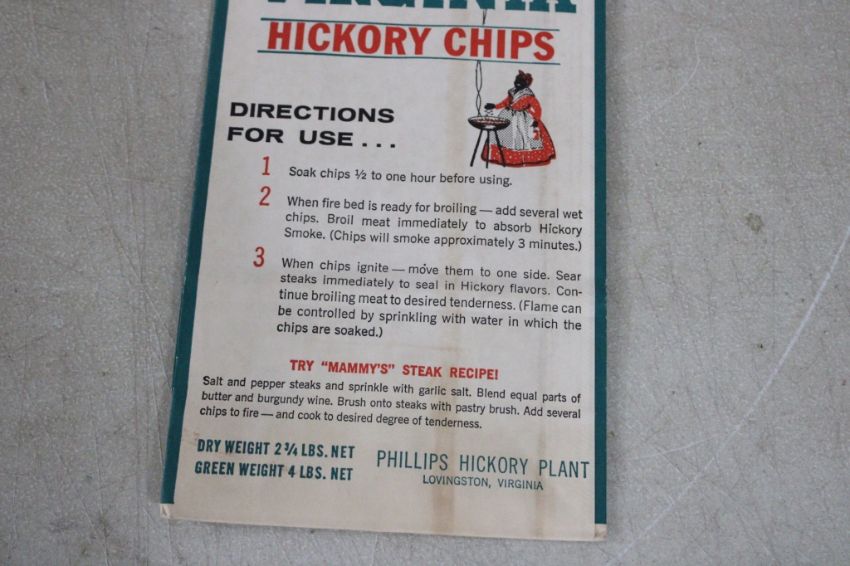 VIRGINIA
HICKORY CHIPS
DIRECTIONS
FOR USE...
1 Soak chips ½ to one hour before using.
2 When fire bed is ready for broiling — add several wet
chips. Broil meat immediately to absorb Hickory
Smoke. (Chips will smoke approximately 3 minutes.)
3 When chips ignite — move them to one side. Sear
steaks immediately to seal in Hickory flavors. Con-
tinue broiling meat to desired tenderness. (Flame can
be controlled by sprinkling with water in which the
chips are soaked.)
TRY "MAMMY'S" STEAK RECIPE!
Salt and pepper steaks and sprinkle with garlic salt. Blend equal parts of
butter and burgundy wine. Brush onto steaks with pastry brush. Add several
chips to fire — and cook to desired degree of tenderness.
DRY WEIGHT 2 ¾ LBS. NET
GREEN WEIGHT 4 LBS. NET
PHILLIPS HICKORY PLANT
LOVINGSTON, VIRGINIA